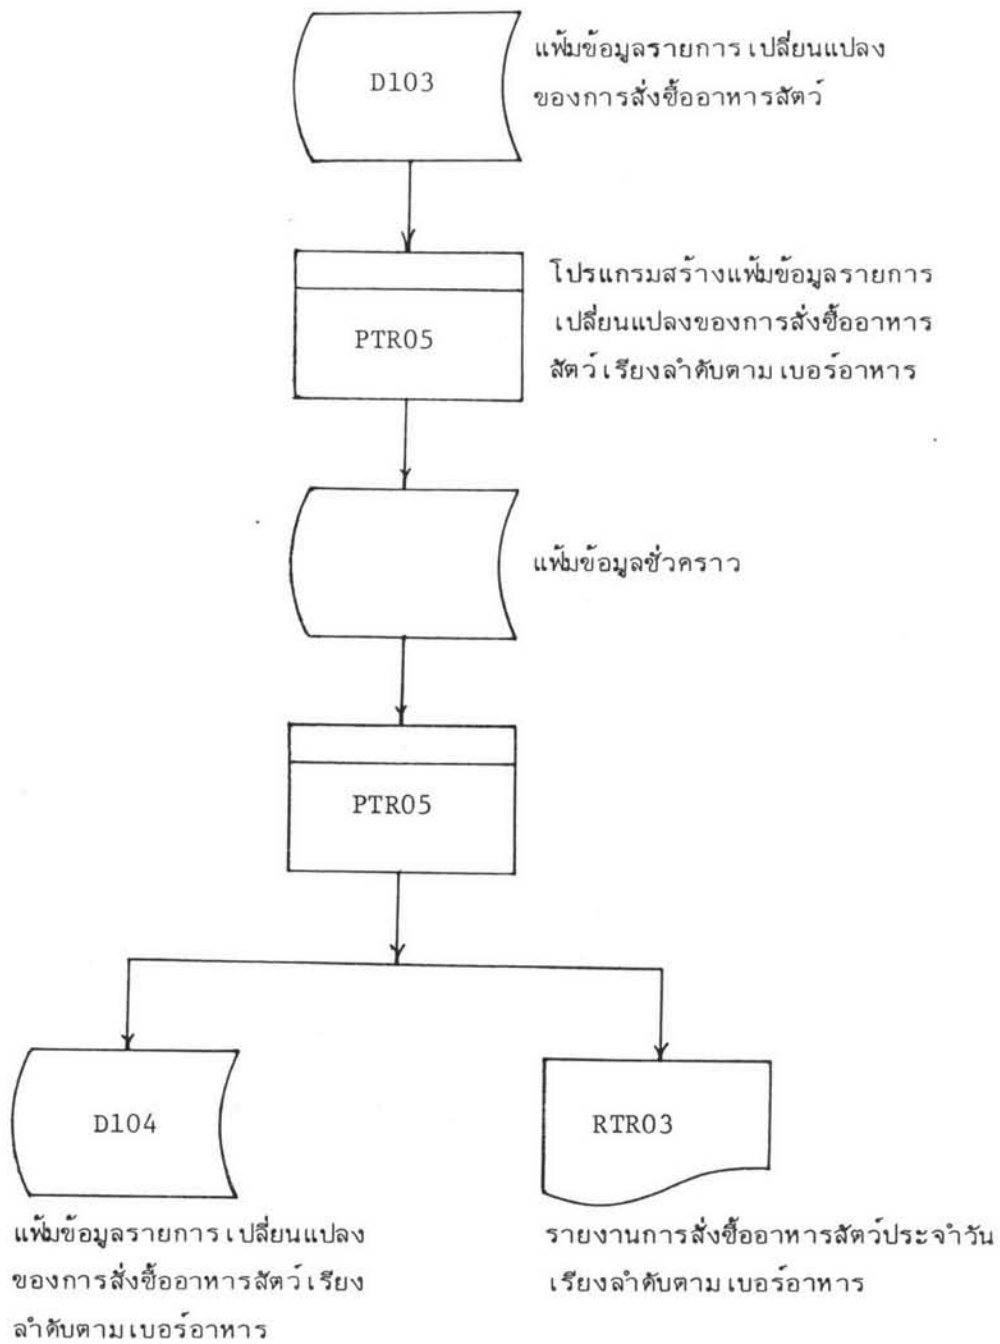 D103
แฟ้มข้อมูลรายการเปลี่ยนแปลง
ของการสั่งซื้ออาหารสัตว์
PTR05
โปรแกรมสร้างแฟ้มข้อมูลรายการ
เปลี่ยนแปลงของการสั่งซื้ออาหาร
สัตว์เรียงลำดับตามเบอร์อาหาร
แฟ้มข้อมูลชั่วคราว
PTR05
D104
แฟ้มข้อมูลรายการเปลี่ยนแปลง
ของการสั่งซื้ออาหารสัตว์เรียง
ลำดับตามเบอร์อาหาร
RTR03
รายงานการสั่งซื้ออาหารสัตว์ประจำวัน
เรียงลำดับตามเบอร์อาหาร